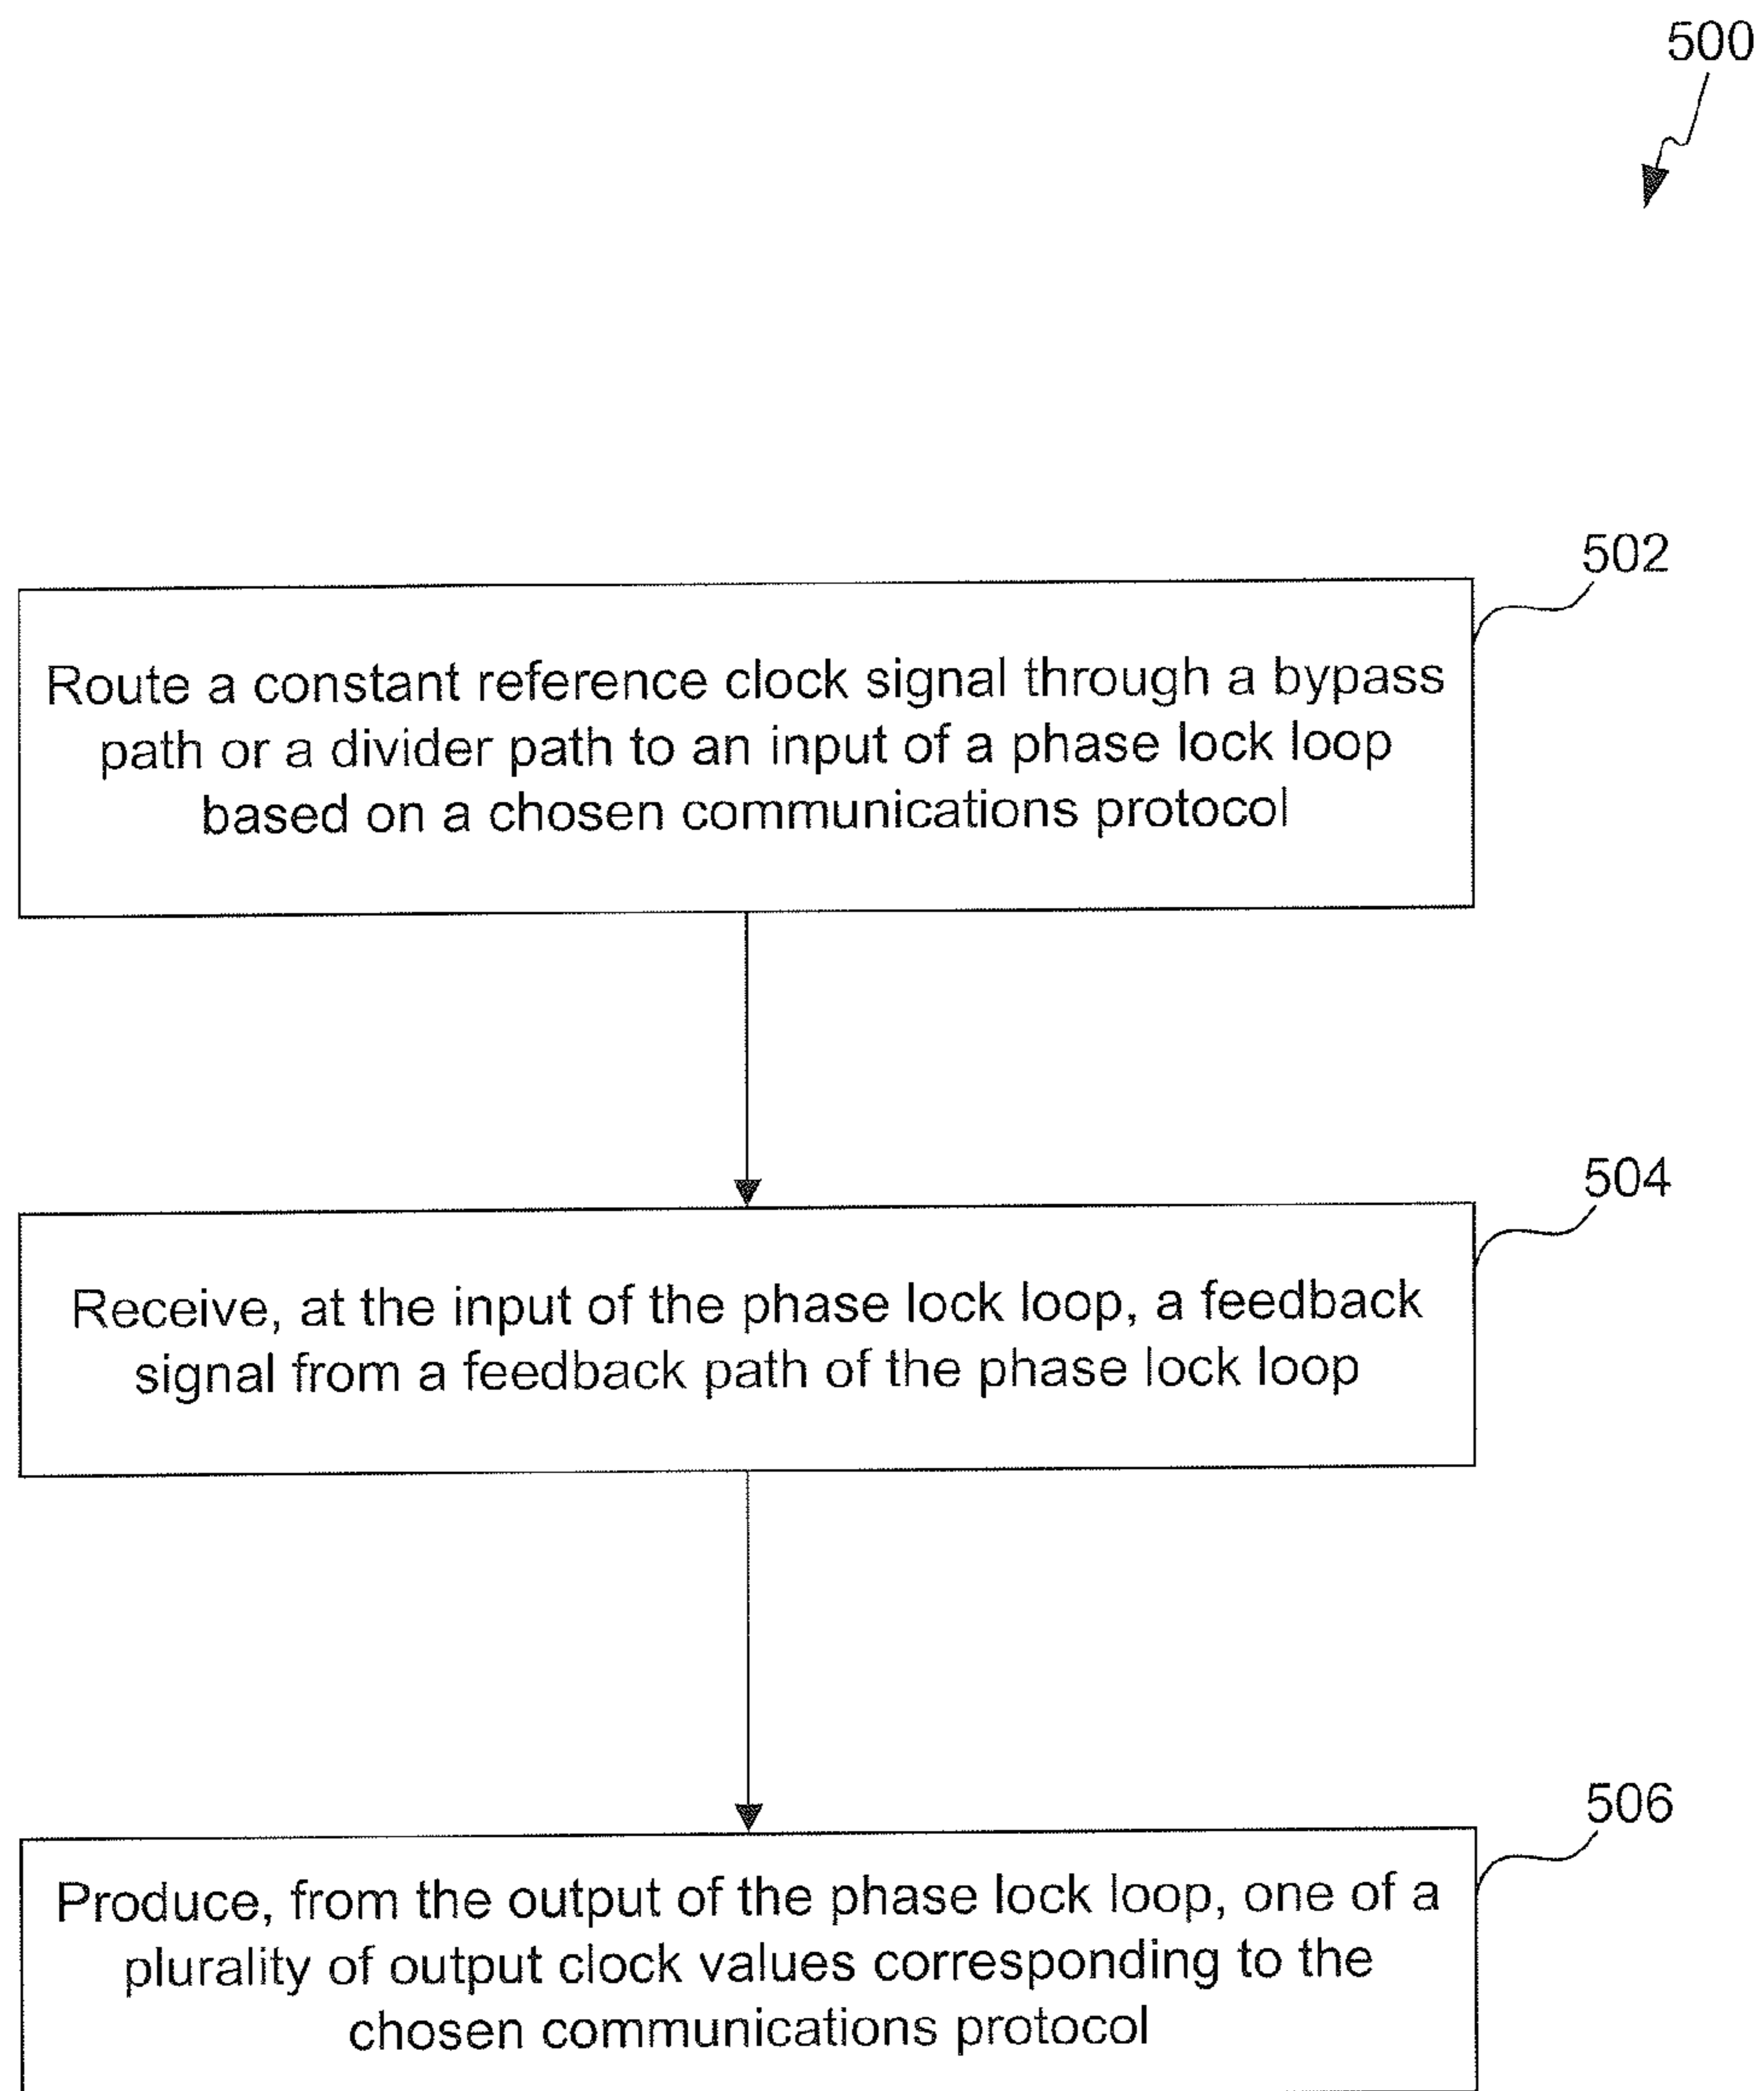 500
502
Route a constant reference clock signal through a bypass
path or a divider path to an input of a phase lock loop
based on a chosen communications protocol
504
Receive, at the input of the phase lock loop, a feedback
signal from a feedback path of the phase lock loop
506
Produce, from the output of the phase lock loop, one of a
plurality of output clock values corresponding to the
chosen communications protocol